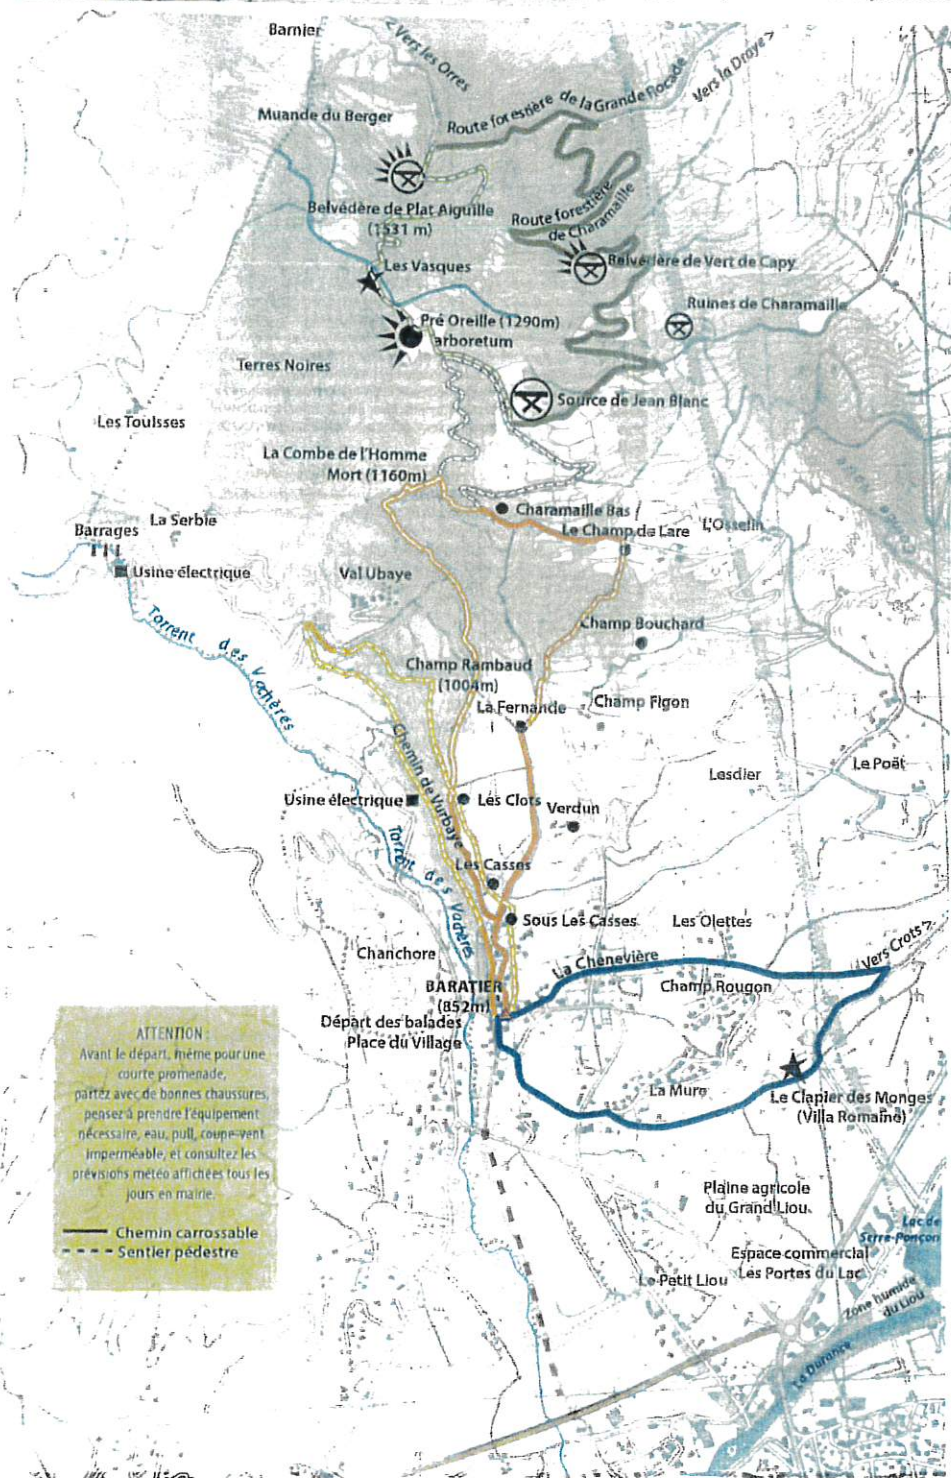 Barnier
< Vers les Orres
Vers la Draye >
Route forestière de la Grande Rocade
Muande du Berger
Belvédère de Plat Aiguille
(1531 m)
Route forestière
de Charamaille
Les Vasques
Belvédère de Vert de Capy
Ruines de Charamaille
Pré Oreille (1290m)
arboretum
Terres Noires
Source de Jean Blanc
Les Touisses
La Combe de l'Homme
Mort (1160m)
Charamaille Bas
Le Champ de Lare
L'Osselin
La Serbie
Barrages
Usine électrique
Val Ubaye
Torrent des Vachères
Champ Bouchard
Champ Rambaud
(1004m)
La Fernande
Champ Figon
Chemin de Vurbaye
Lesdier
Le Poët
Usine électrique
Les Clots
Verdun
Torrent des Vachères
Les Casses
Sous Les Casses
Les Olettes
Chanchore
La Chenevière
Vers Crots >
BARATIER
(852m)
Champ Rougon
Départ des balades
Place du Village
La Mure
Le Clapier des Monges
(Villa Romaine)
ATTENTION :
Avant le départ, même pour une
courte promenade,
partez avec de bonnes chaussures,
pensez à prendre l'équipement
nécessaire, eau, pull, coupe-vent
imperméable, et consultez les
prévisions météo affichées tous les
jours en mairie.
Chemin carrossable
Sentier pédestre
Plaine agricole
du Grand Liou
Lac de
Serre-Ponçon
Espace commercial
Les Portes du Lac
Le Petit Liou
Zone humide
du Liou
La Durance